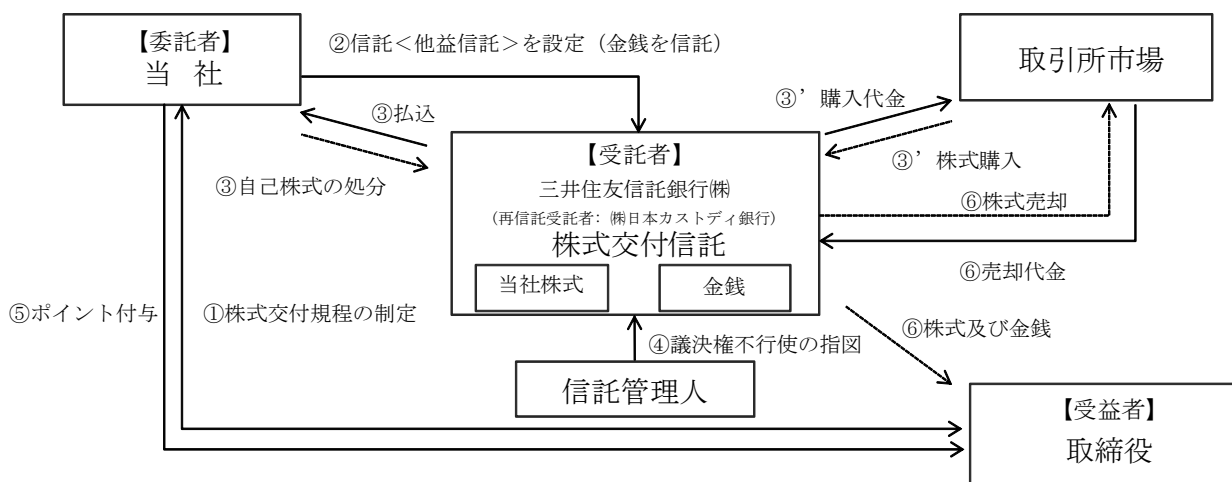 【委託者】
当 社
②信託＜他益信託＞を設定（金銭を信託）
取引所市場
③払込
③’購入代金
③自己株式の処分
【受託者】
三井住友信託銀行㈱
(再信託受託者：㈱日本カストディ銀行)
株式交付信託
当社株式
金銭
③’株式購入
⑥株式売却
⑥売却代金
⑤ポイント付与
①株式交付規程の制定
⑥株式及び金銭
④議決権不行使の指図
信託管理人
【受益者】
取締役